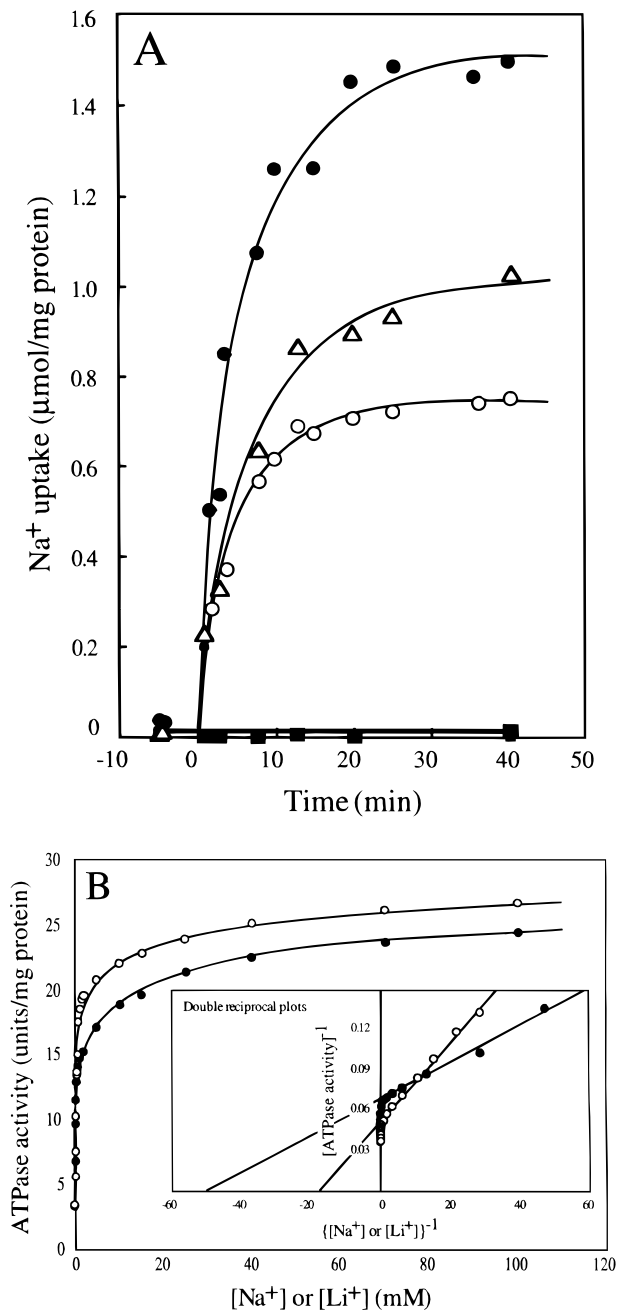 A
1.6
1.4
1.2
1.0
0.8
0.6
0.4
0.2
0
Na+ uptake (µmol/mg protein)
-10 0 10 20 30 40 50
Time (min)
B
30
25
20
15
10
5
0
ATPase activity (units/mg protein)
Double reciprocal plots
[ATPase activity]-1
0.12
0.09
0.06
0.03
-60 -40 -20 0 20 40 60
{[Na+] or [Li+]}-1
0 20 40 60 80 100 120
[Na+] or [Li+] (mM)